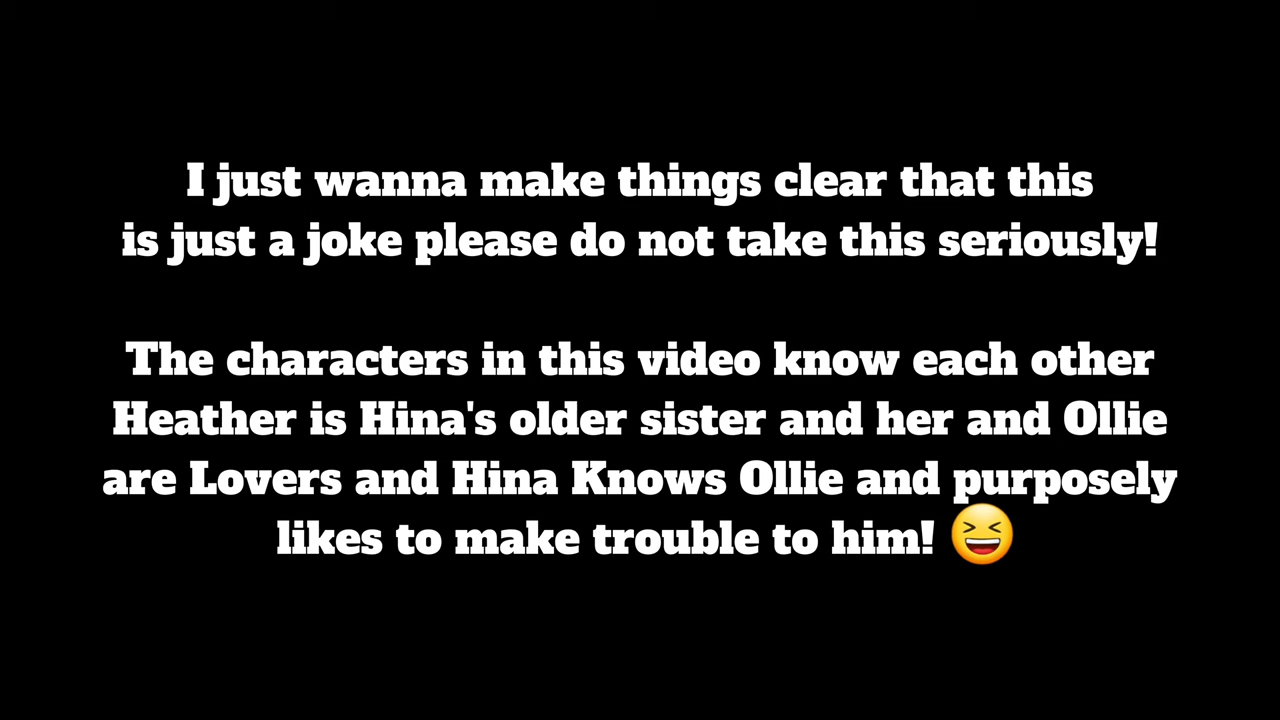 I just wanna make things clear that this
is just a joke please do not take this seriously!
The characters in this video know each other
Heather is Hina's older sister and her and Ollie
are Lovers and Hina Knows Ollie and purposely
likes to make trouble to him! 😆